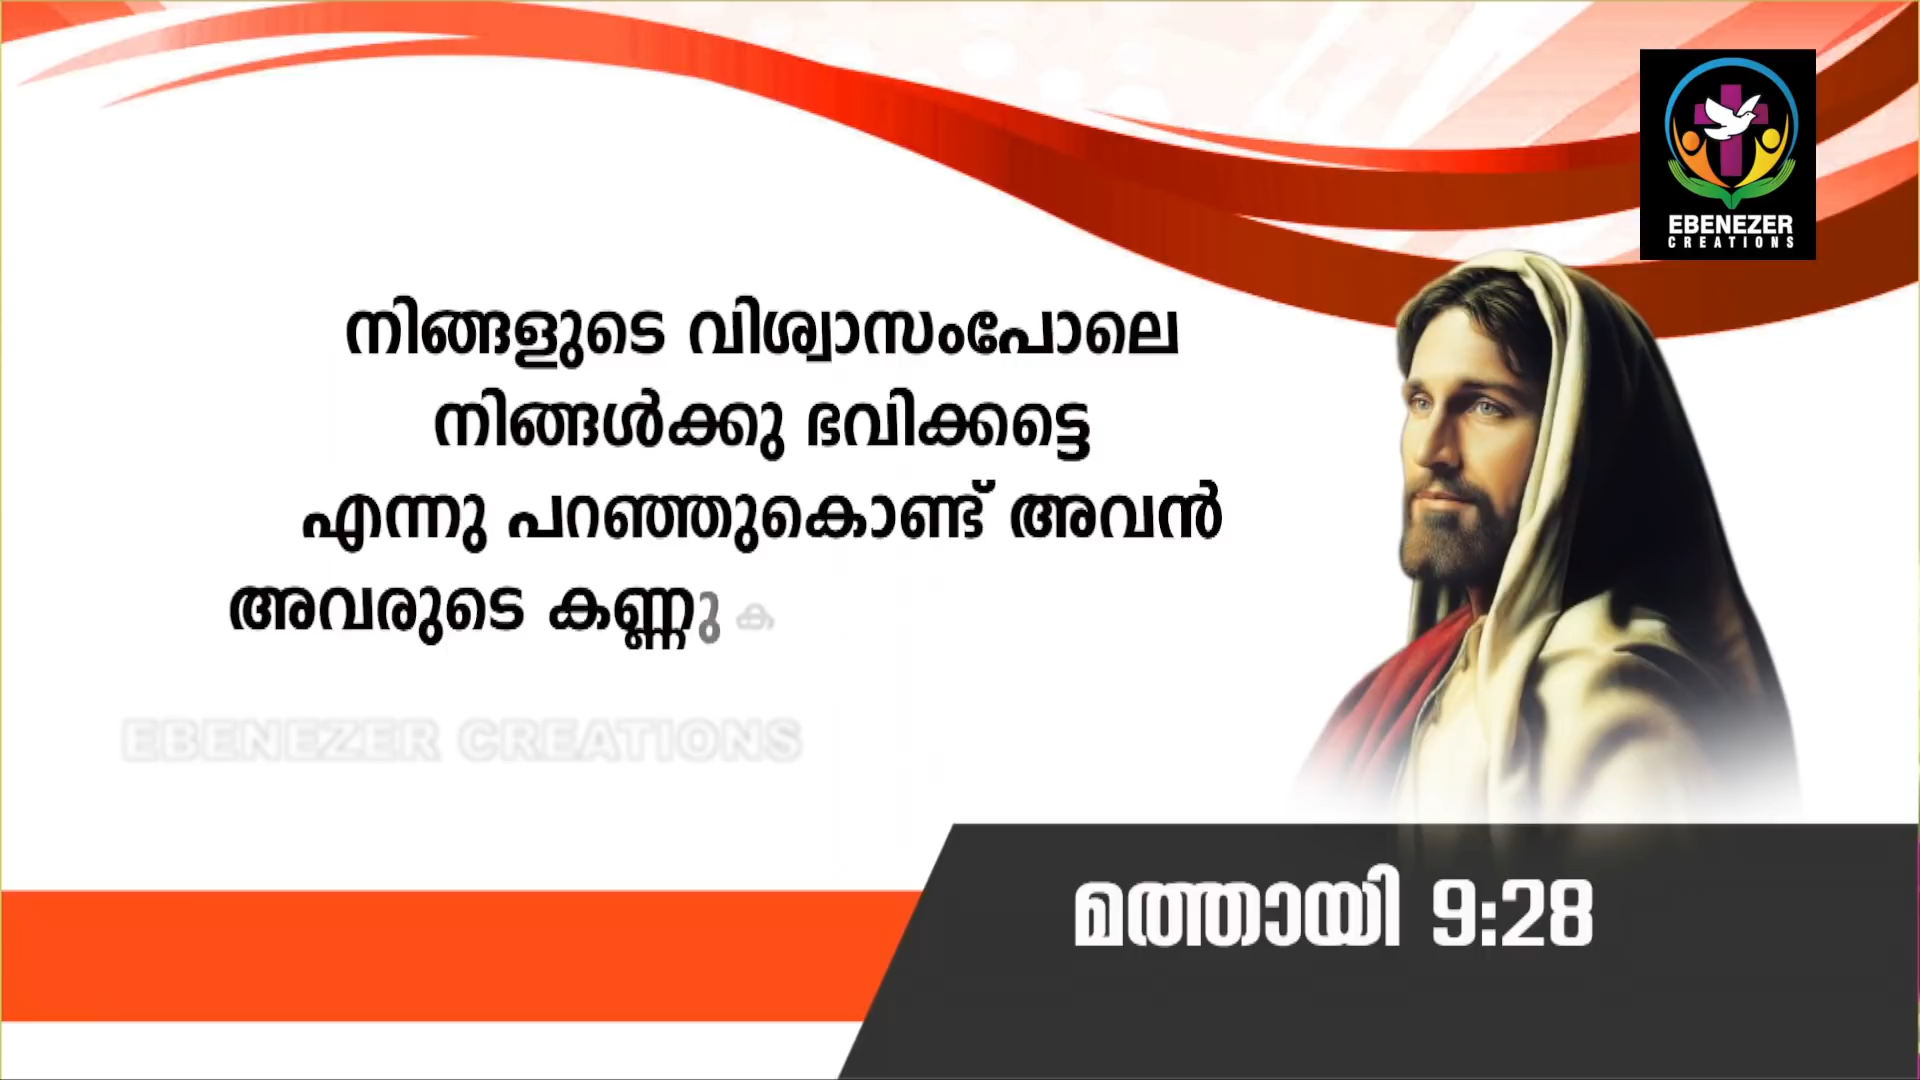 EBENEZER
CREATIONS
നിങ്ങളുടെ വിശ്വാസംപോലെ
നിങ്ങൾക്കു ഭവിക്കട്ടെ
എന്നു പറഞ്ഞുകൊണ്ട് അവൻ
അവരുടെ കണ്ണു ക
EBENEZER CREATIONS
മത്തായി 9:28